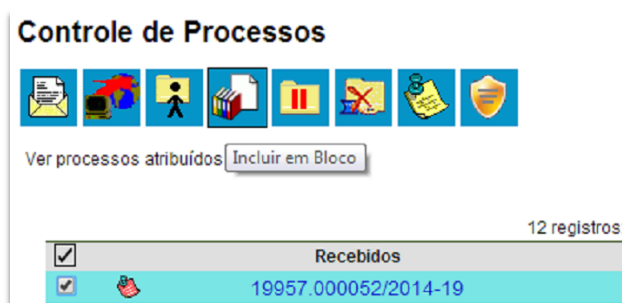 Controle de Processos
Ver processos atribuídos Incluir em Bloco
12 registros
Recebidos
19957.000052/2014-19